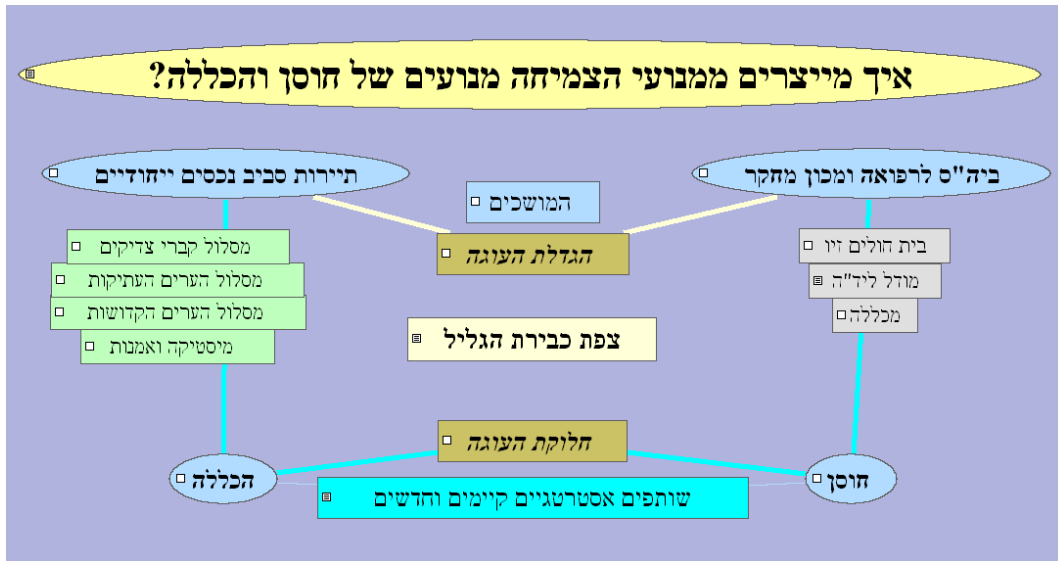 איך מייצרים ממנועי הצמיחה מנועים של חוסן והכללה?
ביה"ס לרפואה ומכון מחקר
תיירות סביב נכסים ייחודיים
המושכים
הגדלת העוגה
בית חולים זיו
מודל ליד"ה
מכללה
מסלול קברי צדיקים
מסלול הערים העתיקות
מסלול הערים הקדושות
מיסטיקה ואמנות
צפת כבירת הגליל
חלוקת העוגה
חוסן
הכללה
שותפים אסטרטגיים קיימים וחדשים